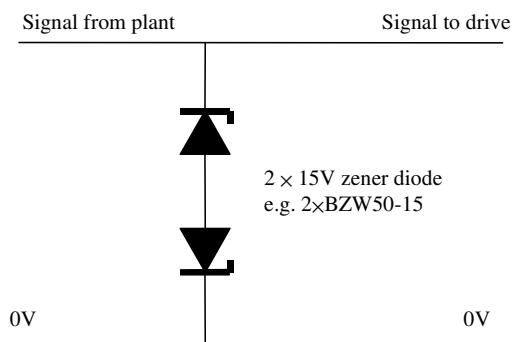 Signal from plant
Signal to drive
2 × 15V zener diode
e.g. 2×BZW50-15
0V
0V